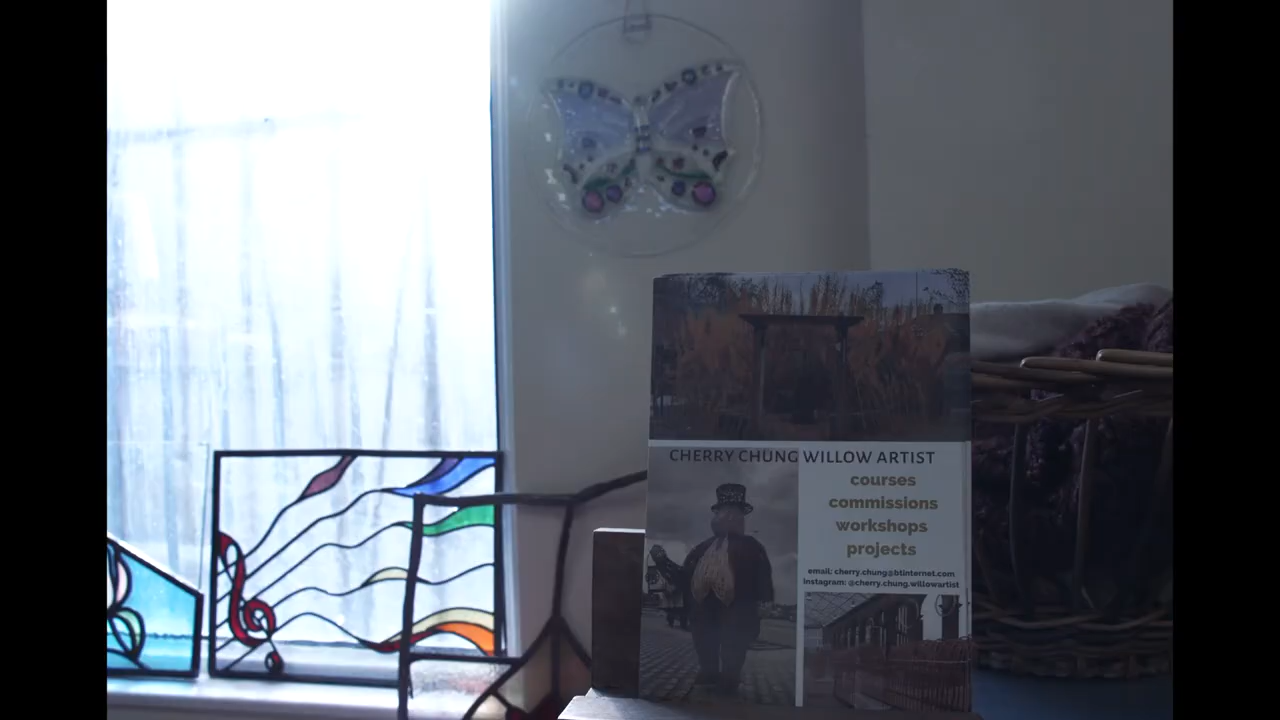 CHERRY CHUNG WILLOW ARTIST
courses
commissions
workshops
projects
email: cherry.chung@btinternet.com
instagram: @cherry.chung.willowartist